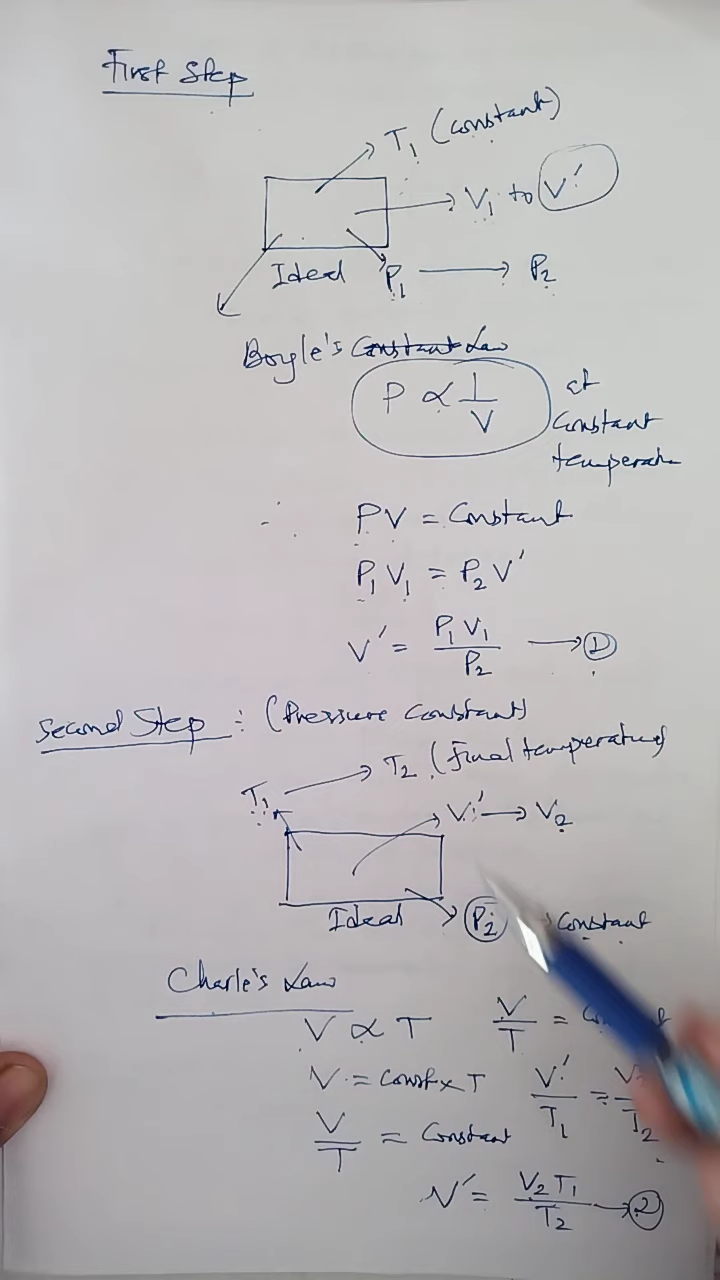 First Step
T₁ (constant)
V₁ to V'
Ideal P₁ → P₂
Boyle's Law
P ∝ 1/V at
constant
PV = Constant
P₁V₁ = P₂V'
V' = P₁V₁/P₂ → ①
Second Step : (Pressure constant)
T₁ → T₂ (final temperature)
V' → V₂
Ideal P₂ → Constant
Charle's Law
V ∝ T V/T =
V = Const × T V'/T₁ =
V/T = Constant
V' = V₂T₁/T₂ → ②